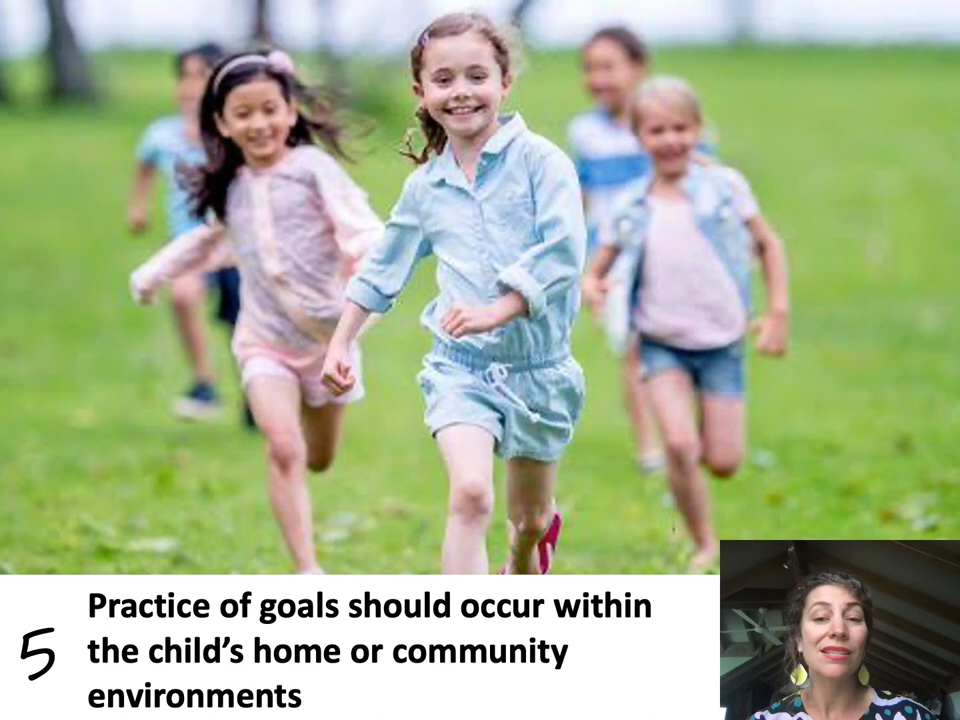 5
Practice of goals should occur within
the child’s home or community
environments